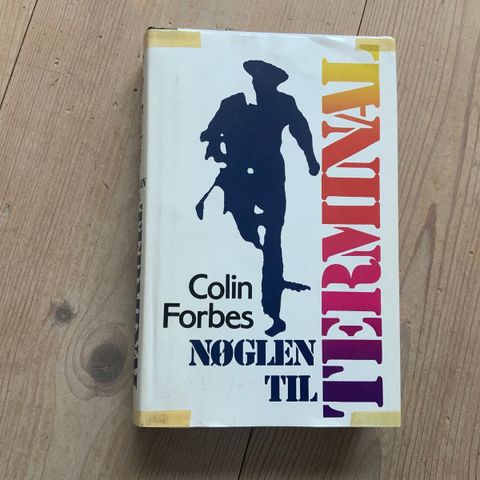 Colin
Forbes
NØGLEN
TIL
TERMINAL